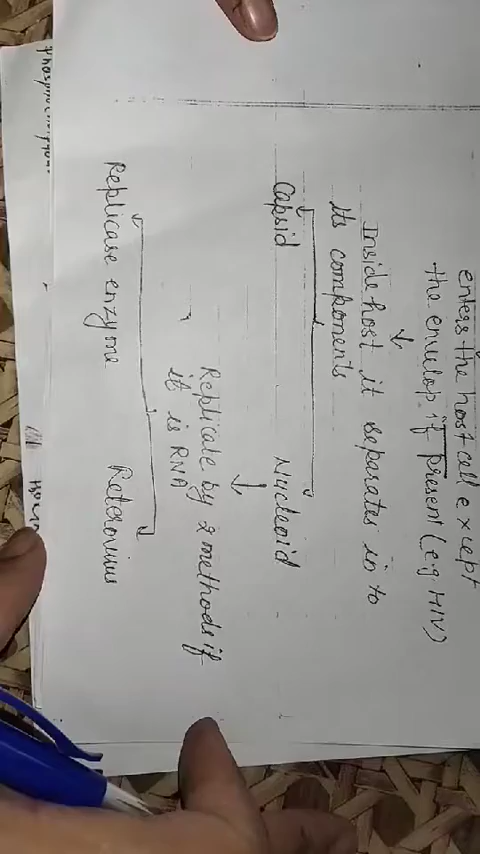 enters the host cell except
the envelop if present (e.g HIV)
↓
Inside host it separates in to
its components
Capsid Nucleoid
↓
Replicate by 2 methods if
it is RNA
Replicase enzyme Reterovirus